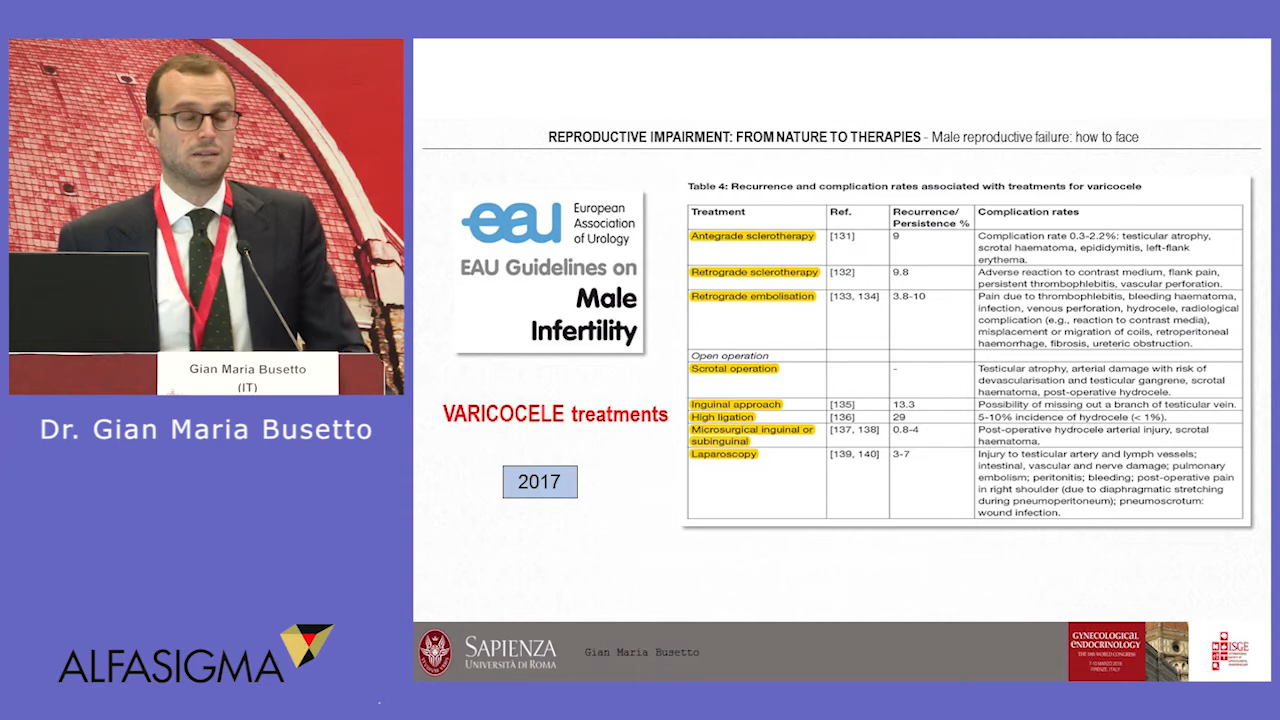 Gian Maria Busetto
(IT)
Dr. Gian Maria Busetto
ALFASIGMA
REPRODUCTIVE IMPAIRMENT: FROM NATURE TO THERAPIES - Male reproductive failure: how to face
eau
European
Association
of Urology
EAU Guidelines on
Male
Infertility
VARICOCELE treatments
2017
Table 4: Recurrence and complication rates associated with treatments for varicocele
Treatment Ref. Recurrence/ Complication rates
Persistence %
Antegrade sclerotherapy [131] 9 Complication rate 0.3-2.2%: testicular atrophy,
scrotal haematoma, epididymitis, left-flank
erythema.
Retrograde sclerotherapy [132] 9.8 Adverse reaction to contrast medium, flank pain,
persistent thrombophlebitis, vascular perforation.
Retrograde embolisation [133, 134] 3.8-10 Pain due to thrombophlebitis, bleeding haematoma,
infection, venous perforation, hydrocele, radiological
complication (e.g., reaction to contrast media),
misplacement or migration of coils, retroperitoneal
haemorrhage, fibrosis, ureteric obstruction.
Open operation
Scrotal operation - Testicular atrophy, arterial damage with risk of
devascularisation and testicular gangrene, scrotal
haematoma, post-operative hydrocele.
Inguinal approach [135] 13.3 Possibility of missing out a branch of testicular vein.
High ligation [136] 29 5-10% incidence of hydrocele (< 1%).
Microsurgical inguinal or [137, 138] 0.8-4 Post-operative hydrocele arterial injury, scrotal
subinguinal haematoma.
Laparoscopy [139, 140] 3-7 Injury to testicular artery and lymph vessels;
intestinal, vascular and nerve damage; pulmonary
embolism; peritonitis; bleeding; post-operative pain
in right shoulder (due to diaphragmatic stretching
during pneumoperitoneum); pneumoscrotum:
wound infection.
SAPIENZA
UNIVERSITÀ DI ROMA
Gian Maria Busetto
GYNECOLOGICAL
ENDOCRINOLOGY
THE 18th WORLD CONGRESS
FIRENZE, ITALY
ISGE